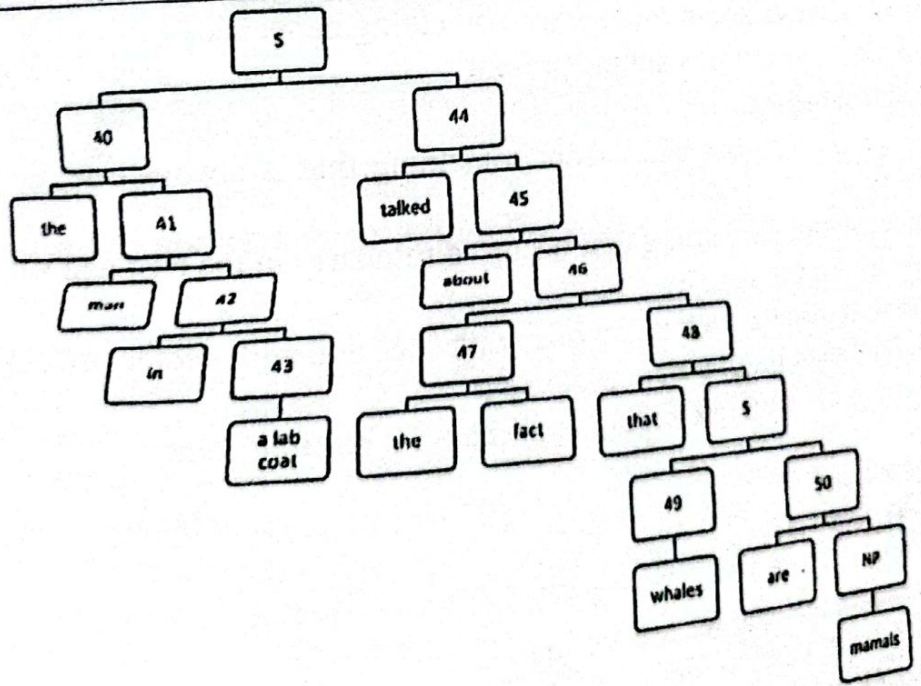 S
40
44
the
41
talked
45
man
42
about
46
in
43
47
48
a lab
coat
the
fact
that
S
49
50
whales
are
NP
mamals